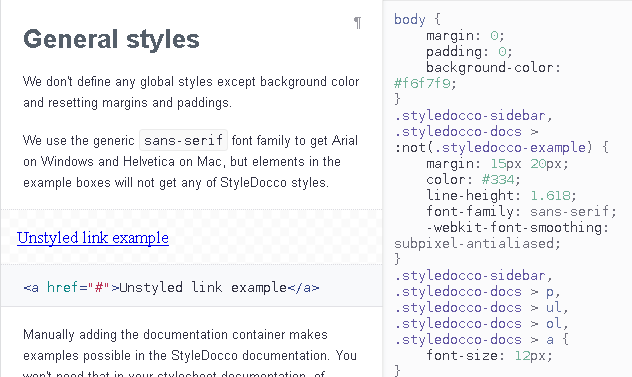 General styles
¶
We don't define any global styles except background color
and resetting margins and paddings.
We use the generic sans-serif font family to get Arial
on Windows and Helvetica on Mac, but elements in the
example boxes will not get any of StyleDocco styles.
Unstyled link example
<a href="#">Unstyled link example</a>
Manually adding the documentation container makes
examples possible in the StyleDocco documentation. You
won't need that in your stylesheet documentation, of
body {
    margin: 0;
    padding: 0;
    background-color:
#f6f7f9;
}
.styledocco-sidebar,
.styledocco-docs >
:not(.styledocco-example) {
    margin: 15px 20px;
    color: #334;
    line-height: 1.618;
    font-family: sans-serif;
    -webkit-font-smoothing:
subpixel-antialiased;
}
.styledocco-sidebar,
.styledocco-docs > p,
.styledocco-docs > ul,
.styledocco-docs > ol,
.styledocco-docs > a {
    font-size: 12px;
}